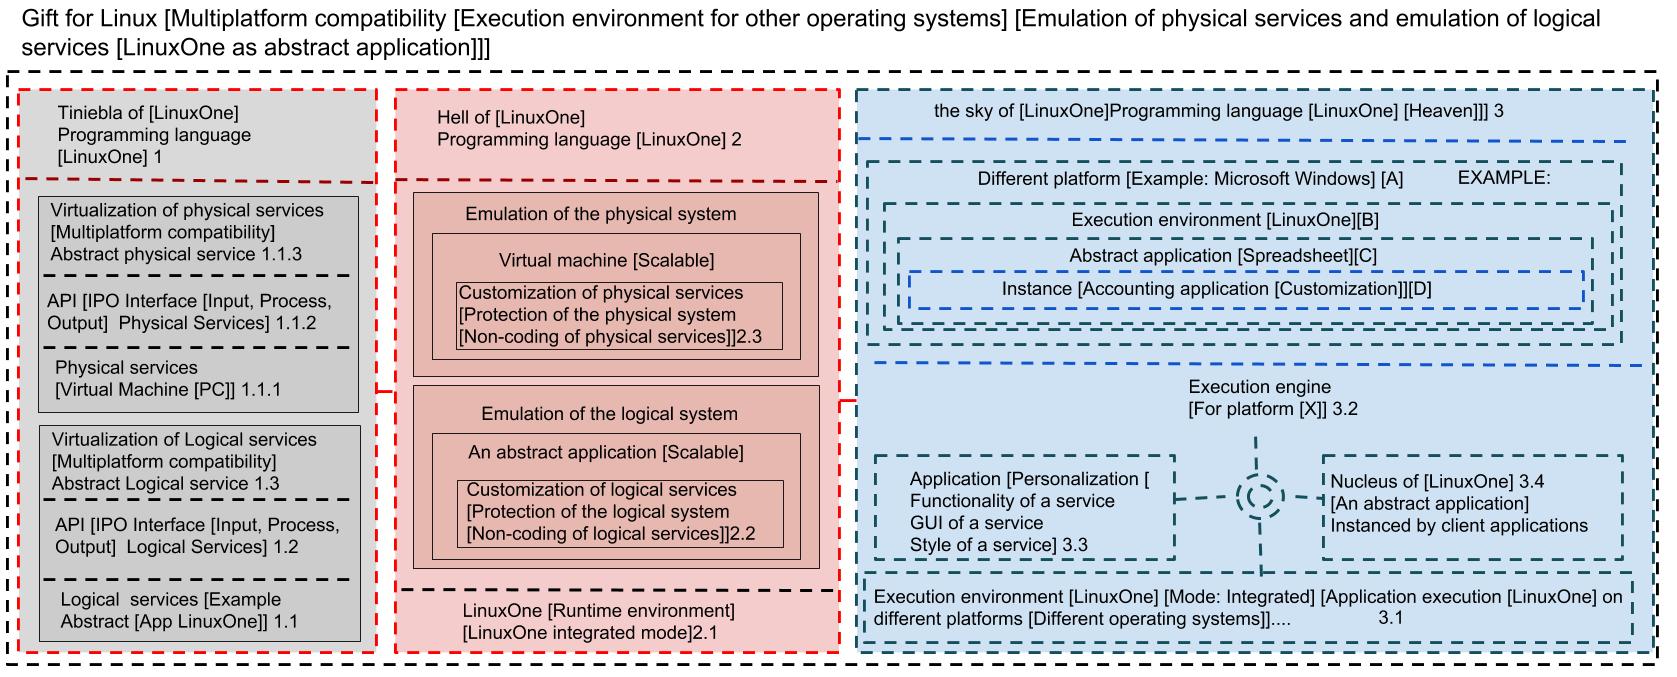 Gift for Linux [Multiplatform compatibility [Execution environment for other operating systems] [Emulation of physical services and emulation of logical
services [LinuxOne as abstract application]]]
Tiniebla of [LinuxOne]
Programming language
[LinuxOne] 1
Virtualization of physical services
[Multiplatform compatibility]
Abstract physical service 1.1.3
API [IPO Interface [Input, Process,
Output]  Physical Services] 1.1.2
Physical services
[Virtual Machine [PC]] 1.1.1
Virtualization of Logical services
[Multiplatform compatibility]
Abstract Logical service 1.3
API [IPO Interface [Input, Process,
Output]  Logical Services] 1.2
Logical  services [Example
Abstract [App LinuxOne]] 1.1
Hell of [LinuxOne]
Programming language [LinuxOne] 2
Emulation of the physical system
Virtual machine [Scalable]
Customization of physical services
[Protection of the physical system
[Non-coding of physical services]]2.3
Emulation of the logical system
An abstract application [Scalable]
Customization of logical services
[Protection of the logical system
[Non-coding of logical services]]2.2
LinuxOne [Runtime environment]
[LinuxOne integrated mode]2.1
the sky of [LinuxOne]Programming language [LinuxOne] [Heaven]]] 3
Different platform [Example: Microsoft Windows] [A] EXAMPLE:
Execution environment [LinuxOne][B]
Abstract application [Spreadsheet][C]
Instance [Accounting application [Customization]][D]
Execution engine
[For platform [X]] 3.2
Application [Personalization [
Functionality of a service
GUI of a service
Style of a service] 3.3
Nucleus of [LinuxOne] 3.4
[An abstract application]
Instanced by client applications
Execution environment [LinuxOne] [Mode: Integrated] [Application execution [LinuxOne] on
different platforms [Different operating systems]].... 3.1